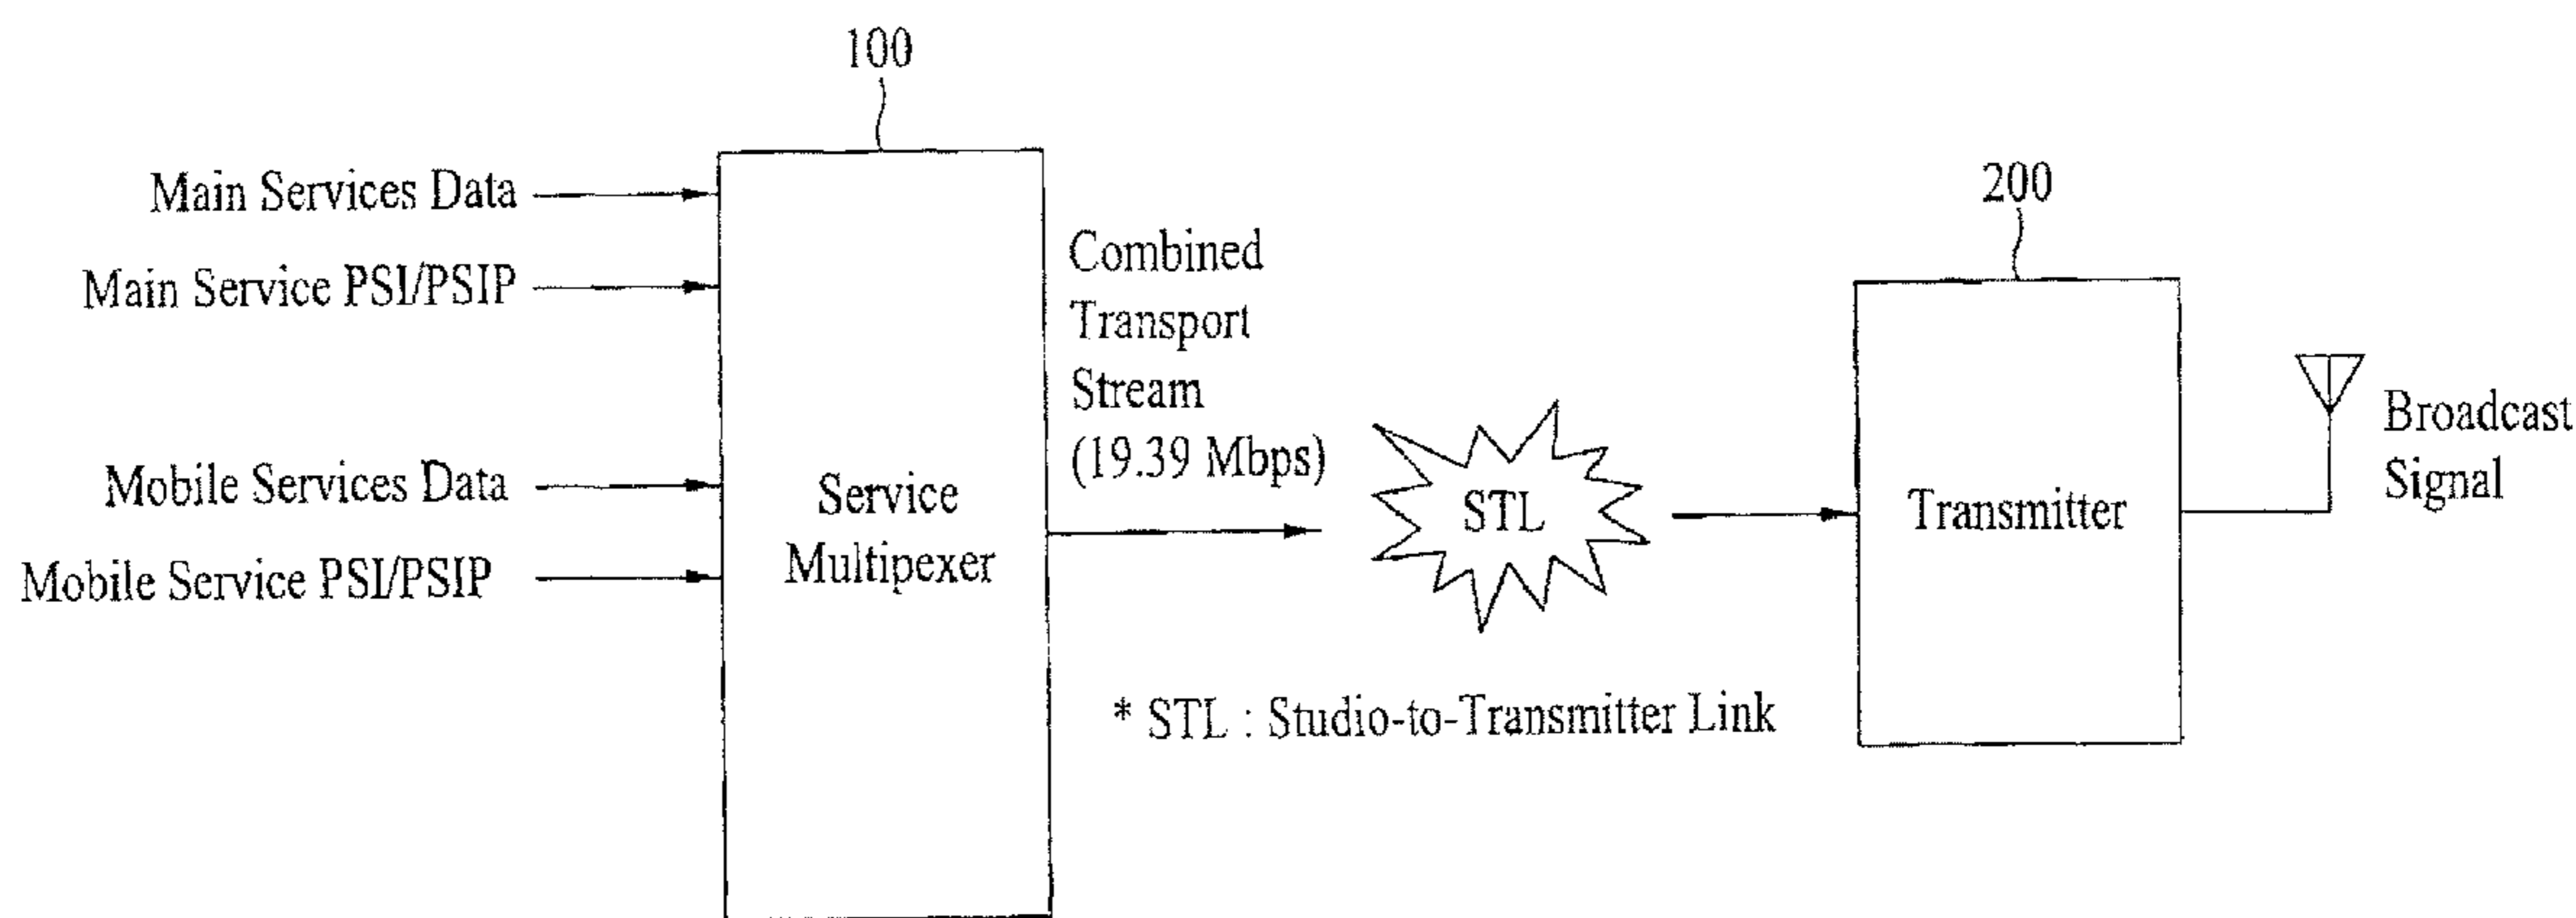 100
Main Services Data
Main Service PSI/PSIP
Mobile Services Data
Mobile Service PSI/PSIP
Service
Multipexer
Combined
Transport
Stream
(19.39 Mbps)
STL
* STL : Studio-to-Transmitter Link
200
Transmitter
Broadcast
Signal